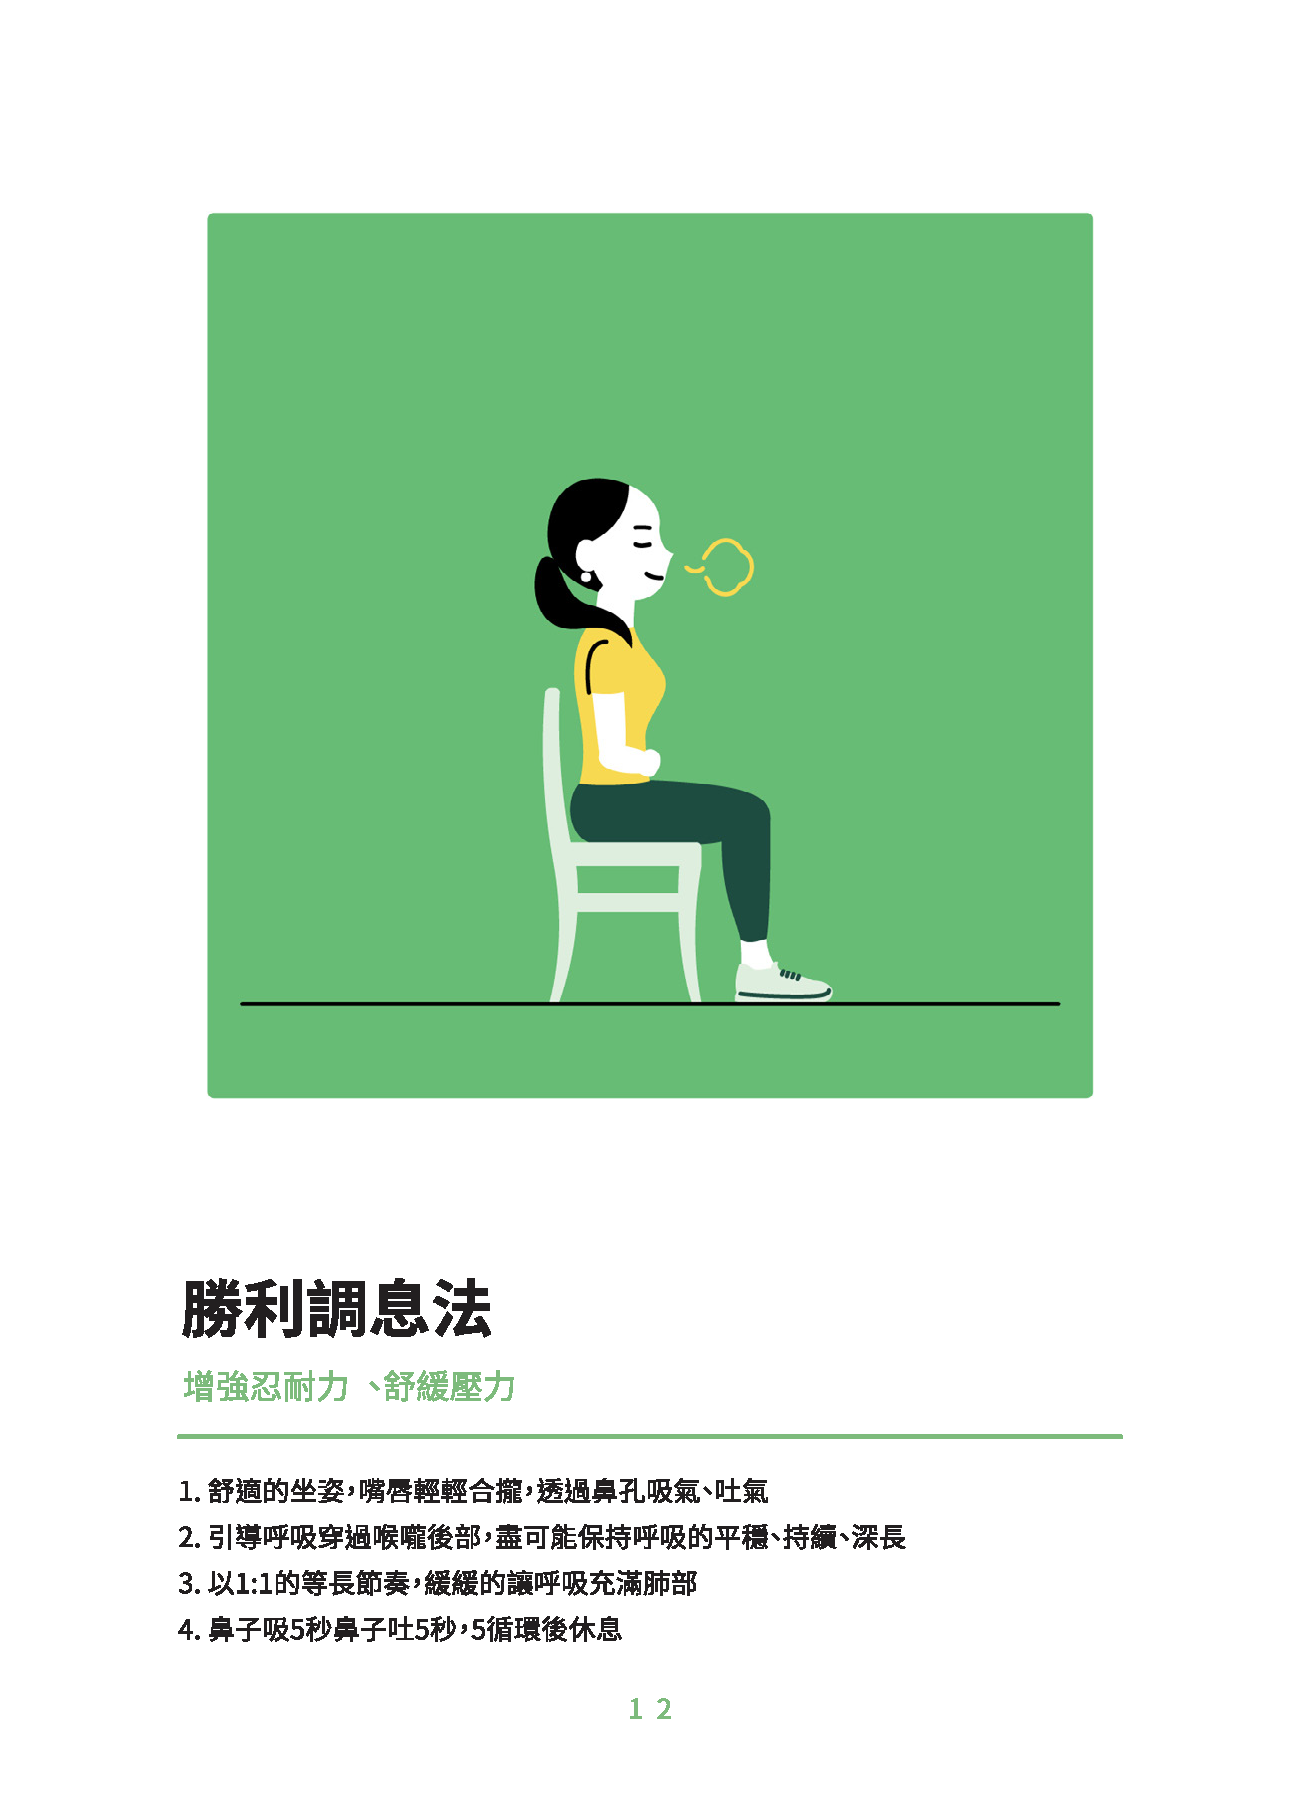 勝利調息法
增強忍耐力、舒緩壓力
1. 舒適的坐姿，嘴唇輕輕合攏，透過鼻孔吸氣、吐氣
2. 引導呼吸穿過喉嚨後部，盡可能保持呼吸的平穩、持續、深長
3. 以1:1的等長節奏，緩緩的讓呼吸充滿肺部
4. 鼻子吸5秒鼻子吐5秒，5循環後休息
12